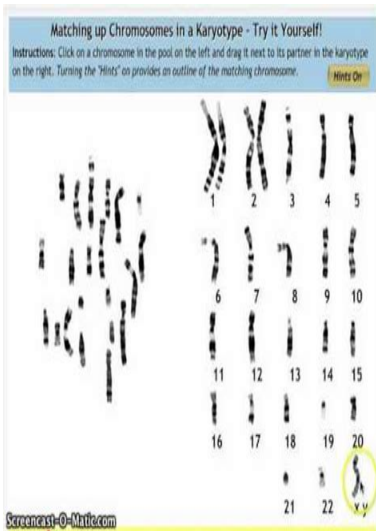 Matching up Chromosomes in a Karyotype - Try it Yourself!
Instructions: Click on a chromosome in the pool on the left and drag it next to its partner in the karyotype
on the right. Turning the "Hints" on provides an outline of the matching chromosome.
Hints On
1 2 3 4 5
6 7 8 9 10
11 12 13 14 15
16 17 18 19 20
21 22 x y
Screencast-O-Matic.com